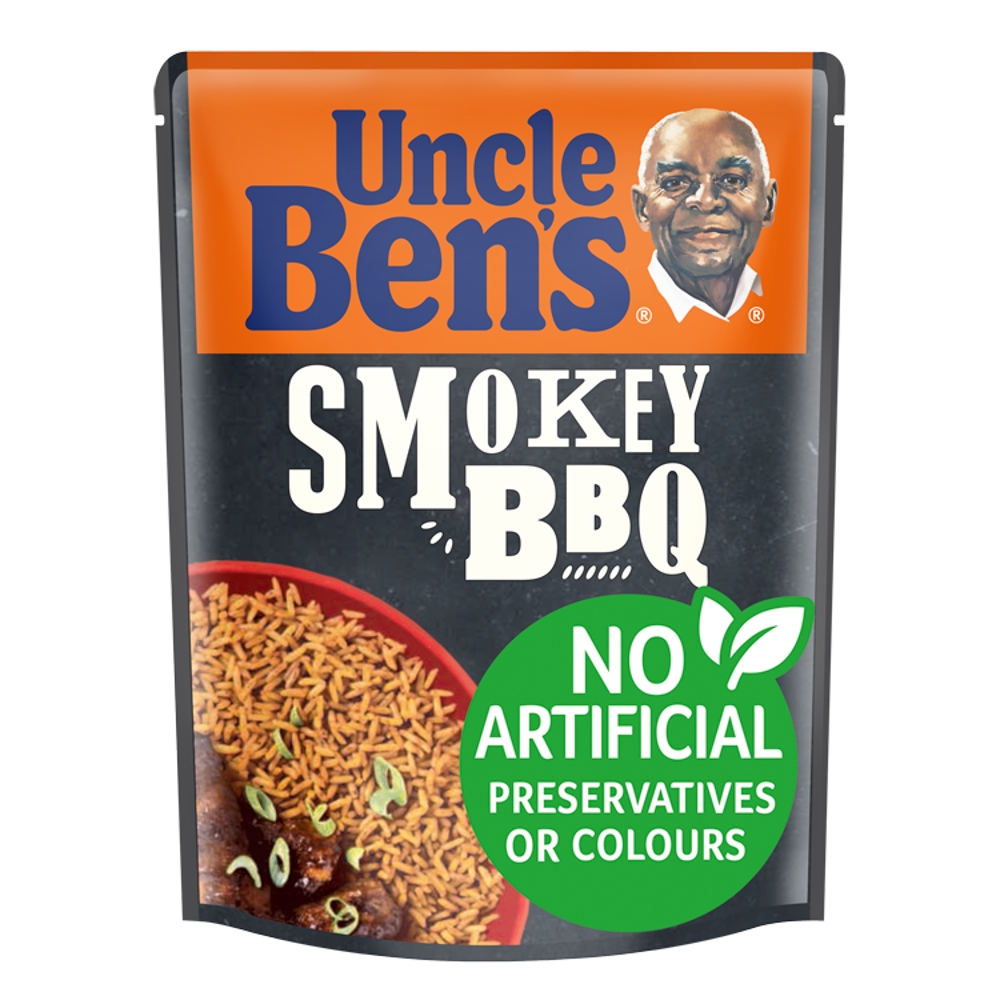 Uncle
Ben's ® ®
SMOKEY
BBQ
NO
ARTIFICIAL
PRESERVATIVES
OR COLOURS